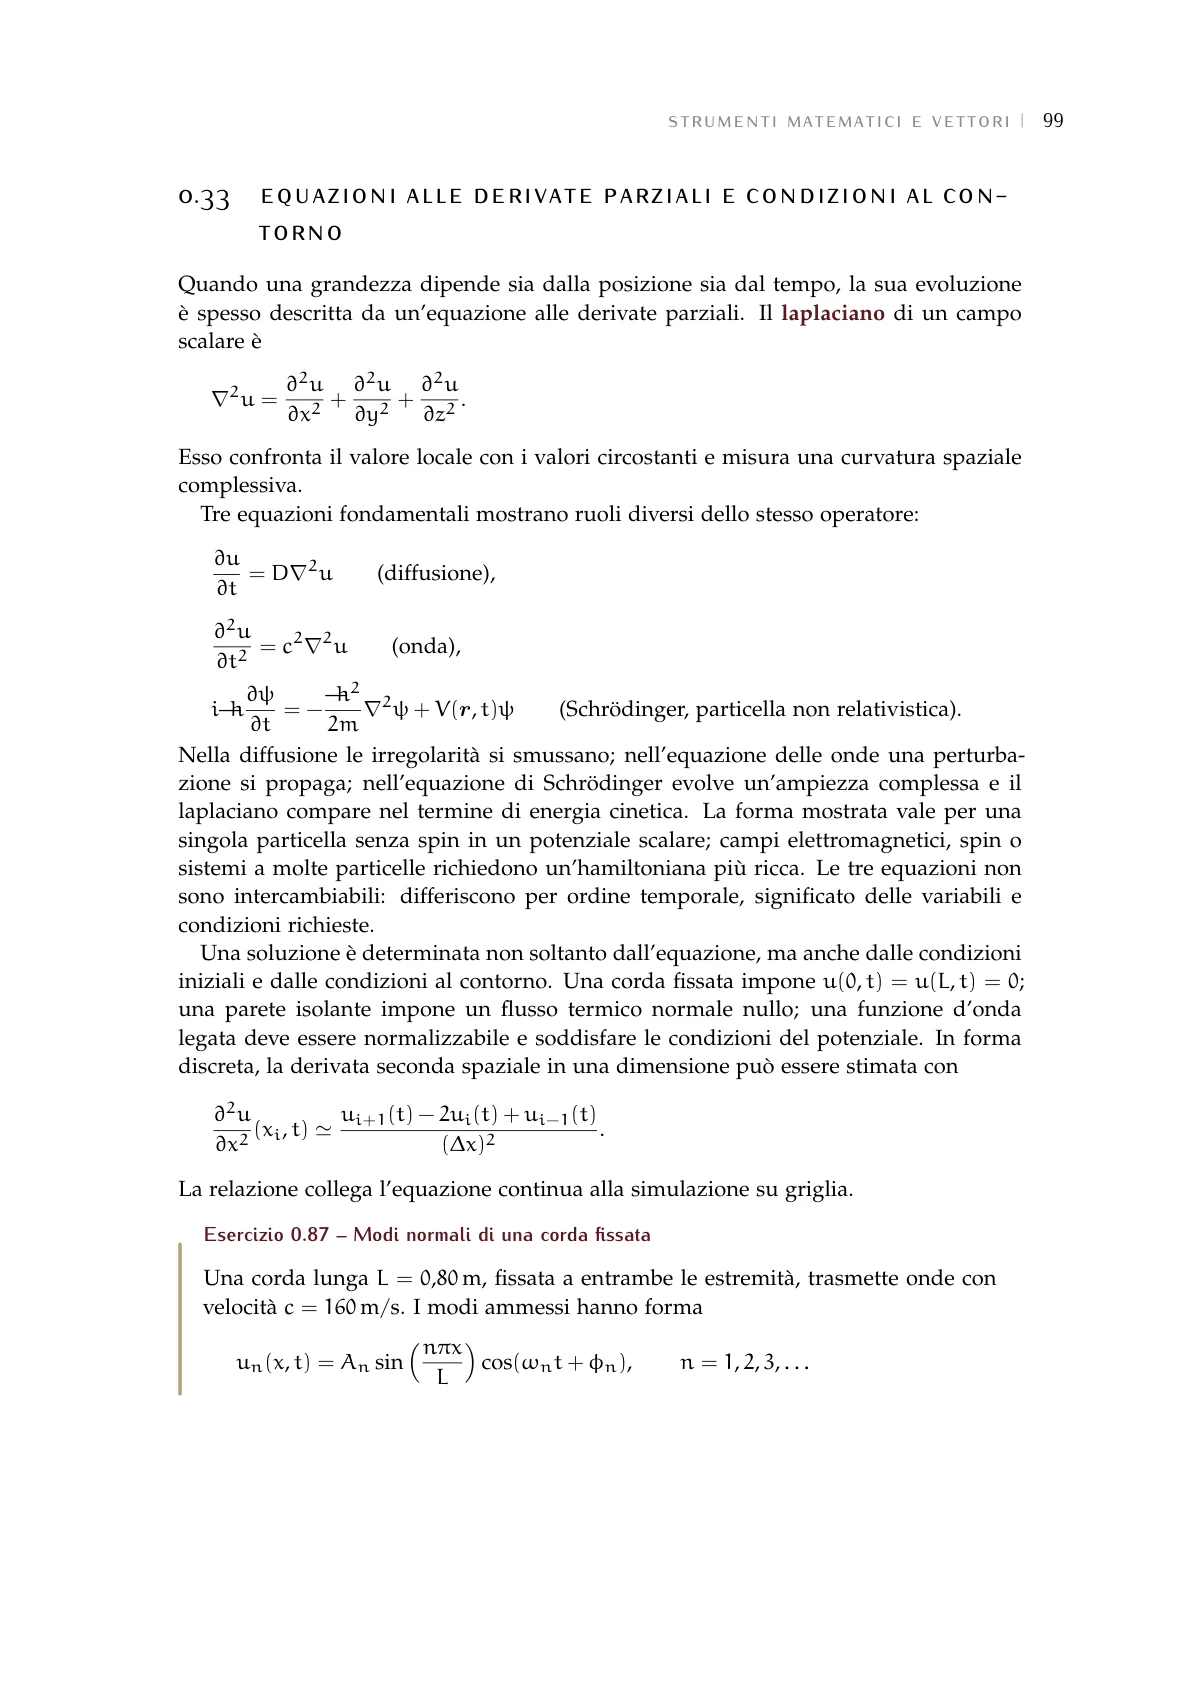 STRUMENTI MATEMATICI E VETTORI | 99
0.33 EQUAZIONI ALLE DERIVATE PARZIALI E CONDIZIONI AL CON-
TORNO
Quando una grandezza dipende sia dalla posizione sia dal tempo, la sua evoluzione
è spesso descritta da un'equazione alle derivate parziali. Il laplaciano di un campo
scalare è
∇²u = ∂²u/∂x² + ∂²u/∂y² + ∂²u/∂z².
Esso confronta il valore locale con i valori circostanti e misura una curvatura spaziale
complessiva.
Tre equazioni fondamentali mostrano ruoli diversi dello stesso operatore:
∂u/∂t = D∇²u (diffusione),
∂²u/∂t² = c²∇²u (onda),
iħ ∂ψ/∂t = −ħ²/2m ∇²ψ + V(r, t)ψ (Schrödinger, particella non relativistica).
Nella diffusione le irregolarità si smussano; nell'equazione delle onde una perturba-
zione si propaga; nell'equazione di Schrödinger evolve un'ampiezza complessa e il
laplaciano compare nel termine di energia cinetica. La forma mostrata vale per una
singola particella senza spin in un potenziale scalare; campi elettromagnetici, spin o
sistemi a molte particelle richiedono un'hamiltoniana più ricca. Le tre equazioni non
sono intercambiabili: differiscono per ordine temporale, significato delle variabili e
condizioni richieste.
Una soluzione è determinata non soltanto dall'equazione, ma anche dalle condizioni
iniziali e dalle condizioni al contorno. Una corda fissata impone u(0, t) = u(L, t) = 0;
una parete isolante impone un flusso termico normale nullo; una funzione d'onda
legata deve essere normalizzabile e soddisfare le condizioni del potenziale. In forma
discreta, la derivata seconda spaziale in una dimensione può essere stimata con
∂²u/∂x² (xᵢ, t) ≃ (uᵢ₊₁(t) − 2uᵢ(t) + uᵢ₋₁(t))/(Δx)².
La relazione collega l'equazione continua alla simulazione su griglia.
Esercizio 0.87 – Modi normali di una corda fissata
Una corda lunga L = 0,80 m, fissata a entrambe le estremità, trasmette onde con
velocità c = 160 m/s. I modi ammessi hanno forma
uₙ(x, t) = Aₙ sin (nπx/L) cos(ωₙt + ϕₙ), n = 1, 2, 3, . . .